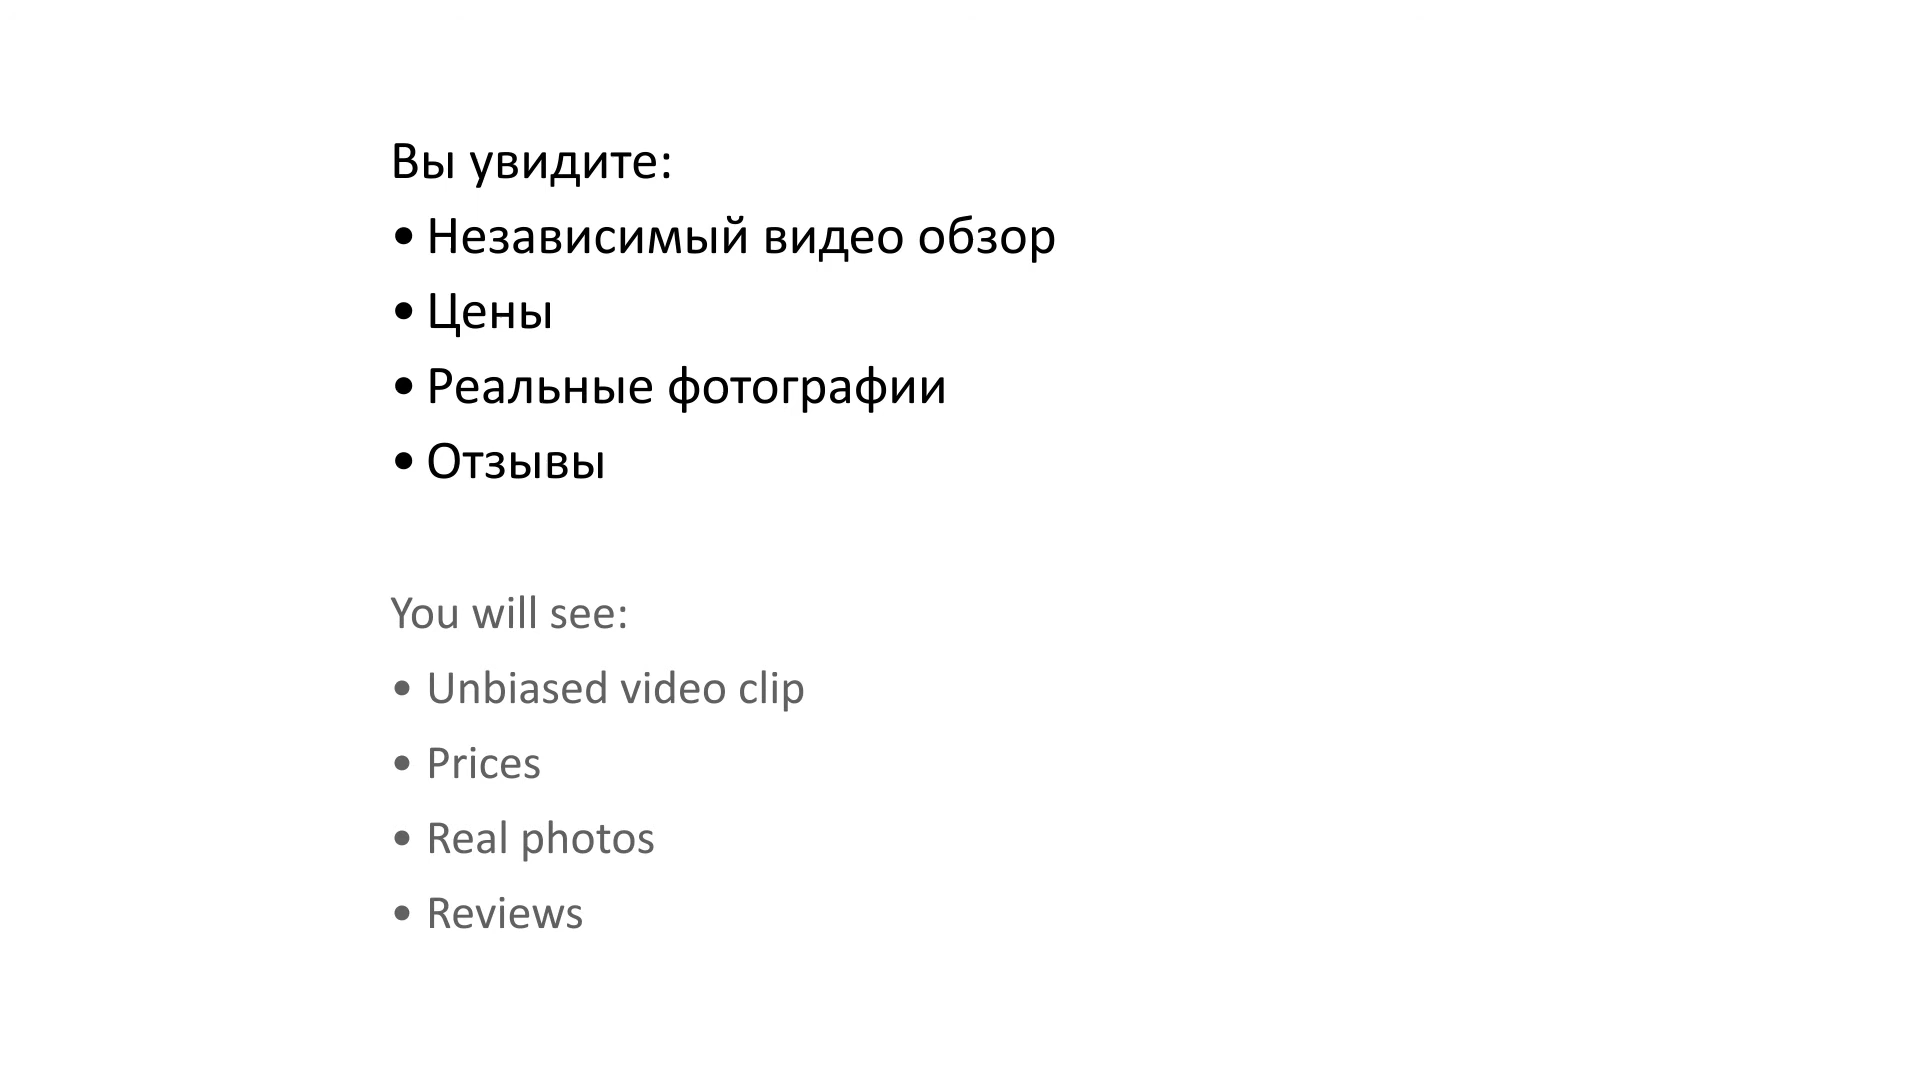 Вы увидите:
• Независимый видео обзор
• Цены
• Реальные фотографии
• Отзывы
You will see:
• Unbiased video clip
• Prices
• Real photos
• Reviews